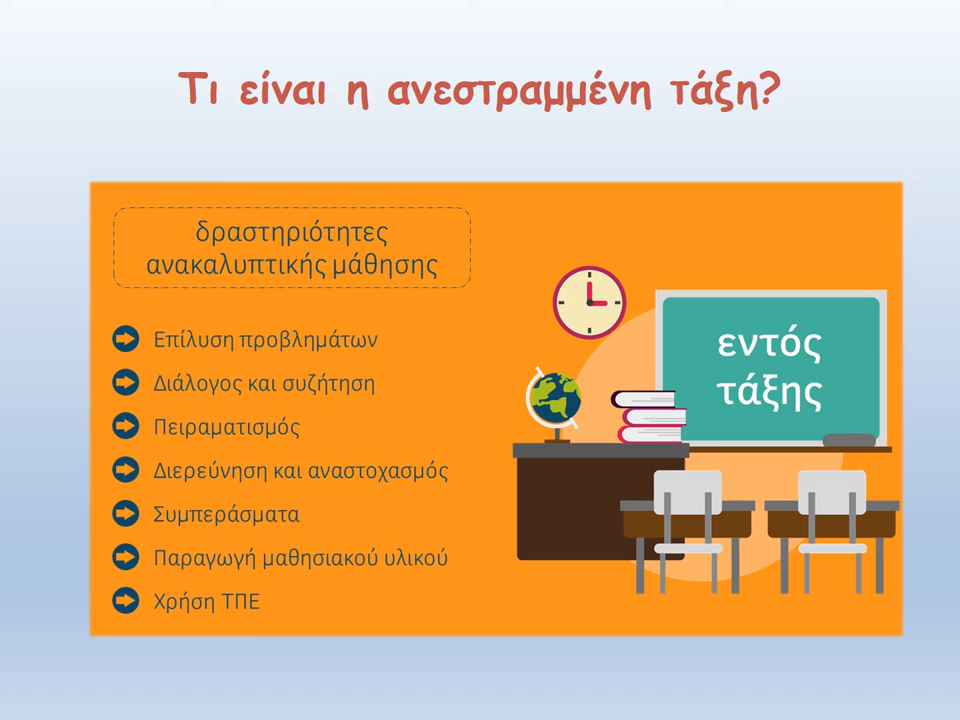 Τι είναι η ανεστραμμένη τάξη?
δραστηριότητες
ανακαλυπτικής μάθησης
Επίλυση προβλημάτων
Διάλογος και συζήτηση
Πειραματισμός
Διερεύνηση και αναστοχασμός
Συμπεράσματα
Παραγωγή μαθησιακού υλικού
Χρήση ΤΠΕ
εντός
τάξης